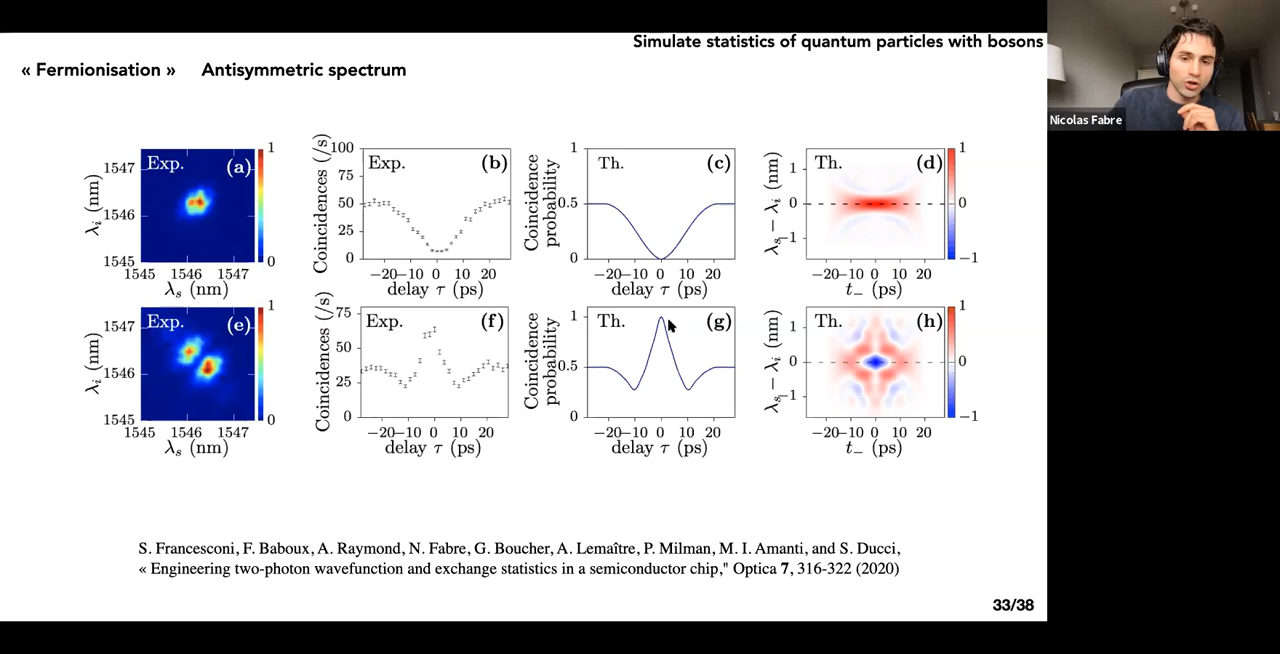 Simulate statistics of quantum particles with bosons
« Fermionisation » Antisymmetric spectrum
Nicolas Fabre
λi (nm)
1547
1546
1545
Exp.
(a)
1
0
1545 1546 1547
λs (nm)
Coincidences (/s)
100
75
50
25
0
Exp.
(b)
−20−10 0 10 20
delay τ (ps)
Coincidence
probability
1
0.5
0
Th.
(c)
−20−10 0 10 20
delay τ (ps)
λs − λi (nm)
1
0
−1
Th.
(d)
1
0
−1
−20−10 0 10 20
t− (ps)
λi (nm)
1547
1546
1545
Exp.
(e)
1
0
1545 1546 1547
λs (nm)
Coincidences (/s)
75
50
25
0
Exp.
(f)
−20−10 0 10 20
delay τ (ps)
Coincidence
probability
1
0.5
0
Th.
(g)
−20−10 0 10 20
delay τ (ps)
λs − λi (nm)
1
0
−1
Th.
(h)
1
0
−1
−20−10 0 10 20
t− (ps)
S. Francesconi, F. Baboux, A. Raymond, N. Fabre, G. Boucher, A. Lemaître, P. Milman, M. I. Amanti, and S. Ducci,
« Engineering two-photon wavefunction and exchange statistics in a semiconductor chip," Optica 7, 316-322 (2020)
33/38